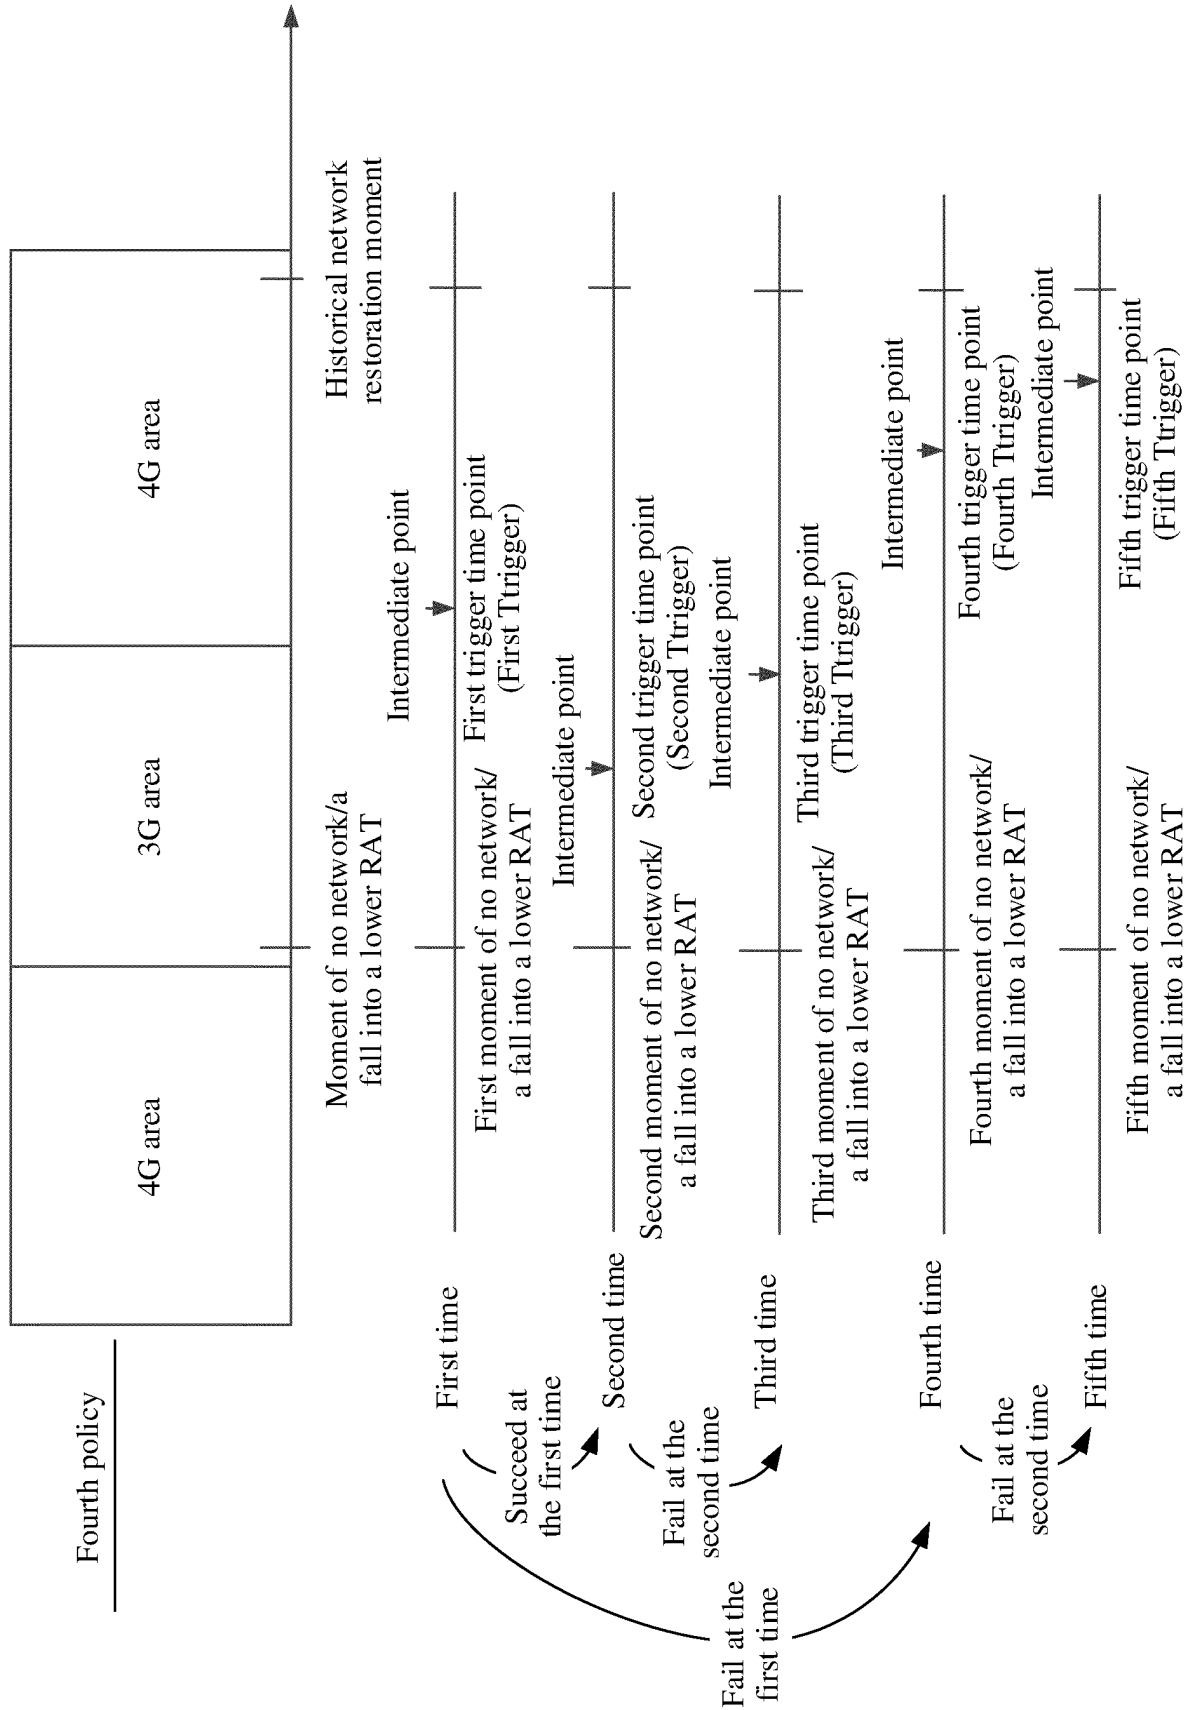 Fourth policy
4G area
3G area
4G area
Moment of no network/a
fall into a lower RAT
Historical network
restoration moment
First time
Intermediate point
First moment of no network/
a fall into a lower RAT
First trigger time point
(First Ttrigger)
Succeed at
the first time
Second time
Intermediate point
Second moment of no network/
a fall into a lower RAT
Second trigger time point
(Second Ttrigger)
Fail at the
second time
Third time
Intermediate point
Third moment of no network/
a fall into a lower RAT
Third trigger time point
(Third Ttrigger)
Fail at the
first time
Fourth time
Intermediate point
Fourth moment of no network/
a fall into a lower RAT
Fourth trigger time point
(Fourth Ttrigger)
Fail at the
second time
Fifth time
Intermediate point
Fifth moment of no network/
a fall into a lower RAT
Fifth trigger time point
(Fifth Ttrigger)